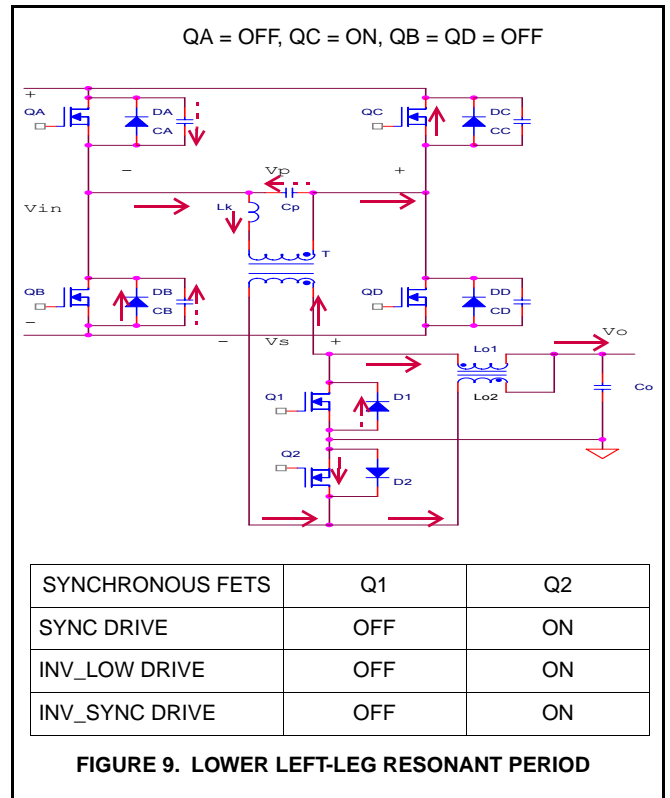 QA = OFF, QC = ON, QB = QD = OFF
+
QA
DA
CA
QC
DC
CC
−
Vp
+
Vin
Lk
Cp
T
QB
DB
CB
QD
DD
CD
−
− Vs +
Vo
Lo1
Lo2
Co
Q1
D1
Q2
D2
SYNCHRONOUS FETS Q1 Q2
SYNC DRIVE OFF ON
INV_LOW DRIVE OFF ON
INV_SYNC DRIVE OFF ON
FIGURE 9. LOWER LEFT-LEG RESONANT PERIOD